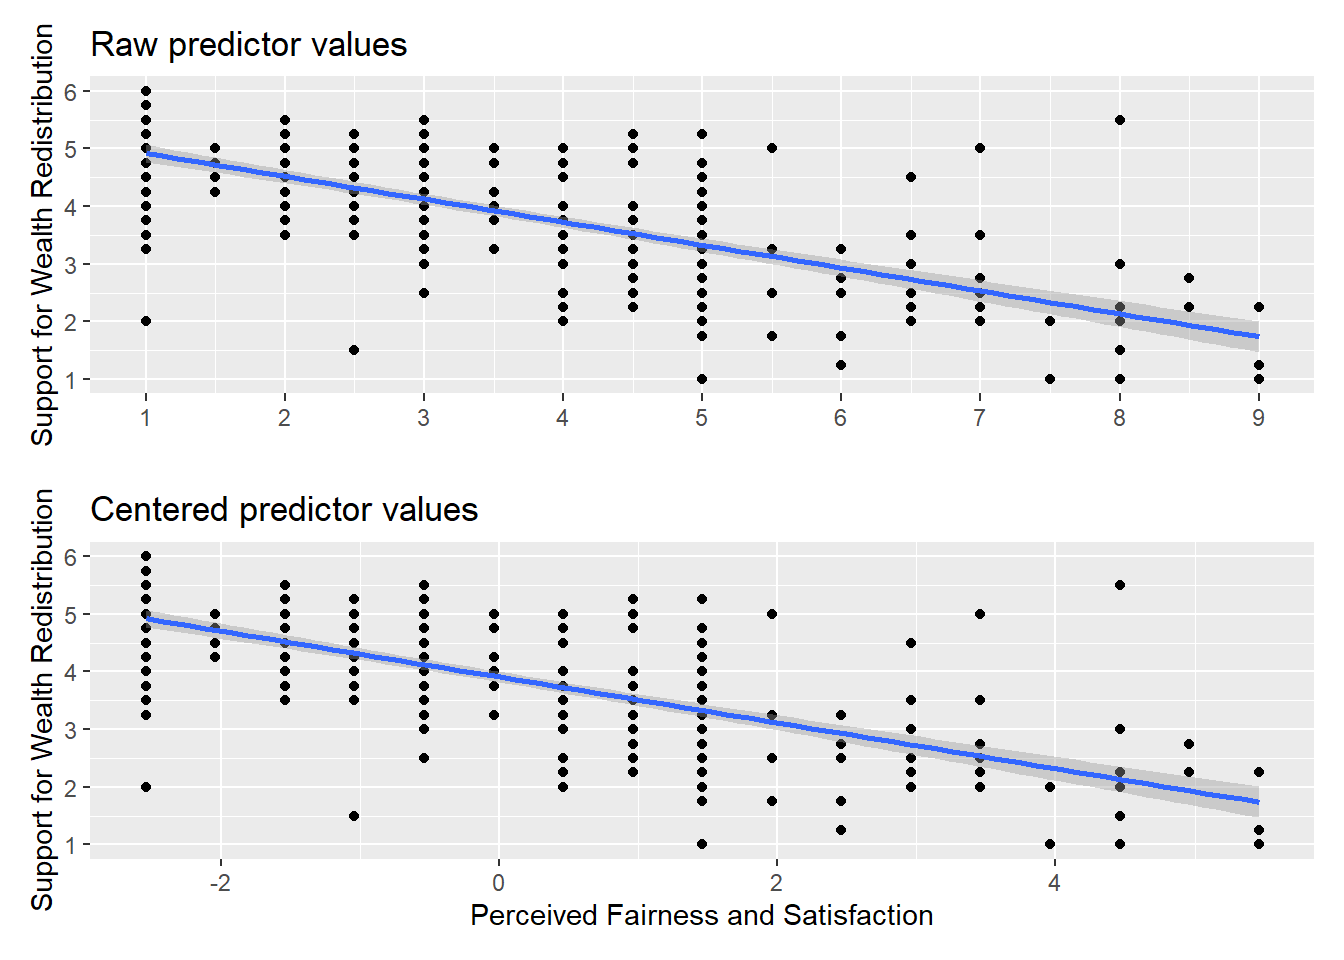 Raw predictor values
Support for Wealth Redistribution
6
5
4
3
2
1
1 2 3 4 5 6 7 8 9
Centered predictor values
Support for Wealth Redistribution
6
5
4
3
2
1
-2 0 2 4
Perceived Fairness and Satisfaction